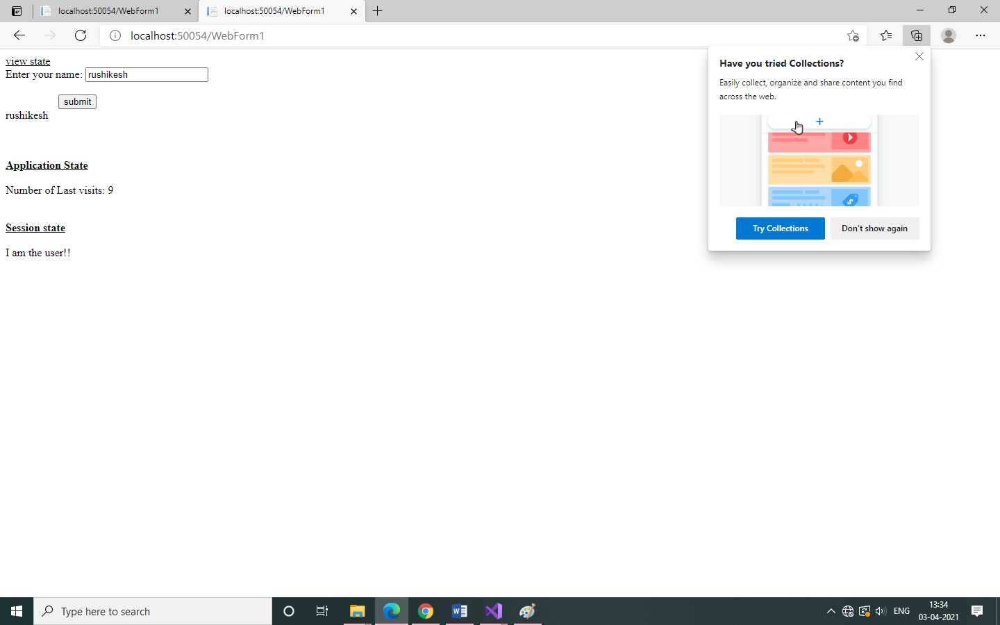 localhost:50054/WebForm1
localhost:50054/WebForm1
localhost:50054/WebForm1
view state
Enter your name: rushikesh
submit
rushikesh
Application State
Number of Last visits: 9
Session state
I am the user!!
Have you tried Collections?
Easily collect, organize and share content you find
across the web.
Try Collections
Don't show again
Type here to search
ENG
13:34
03-04-2021